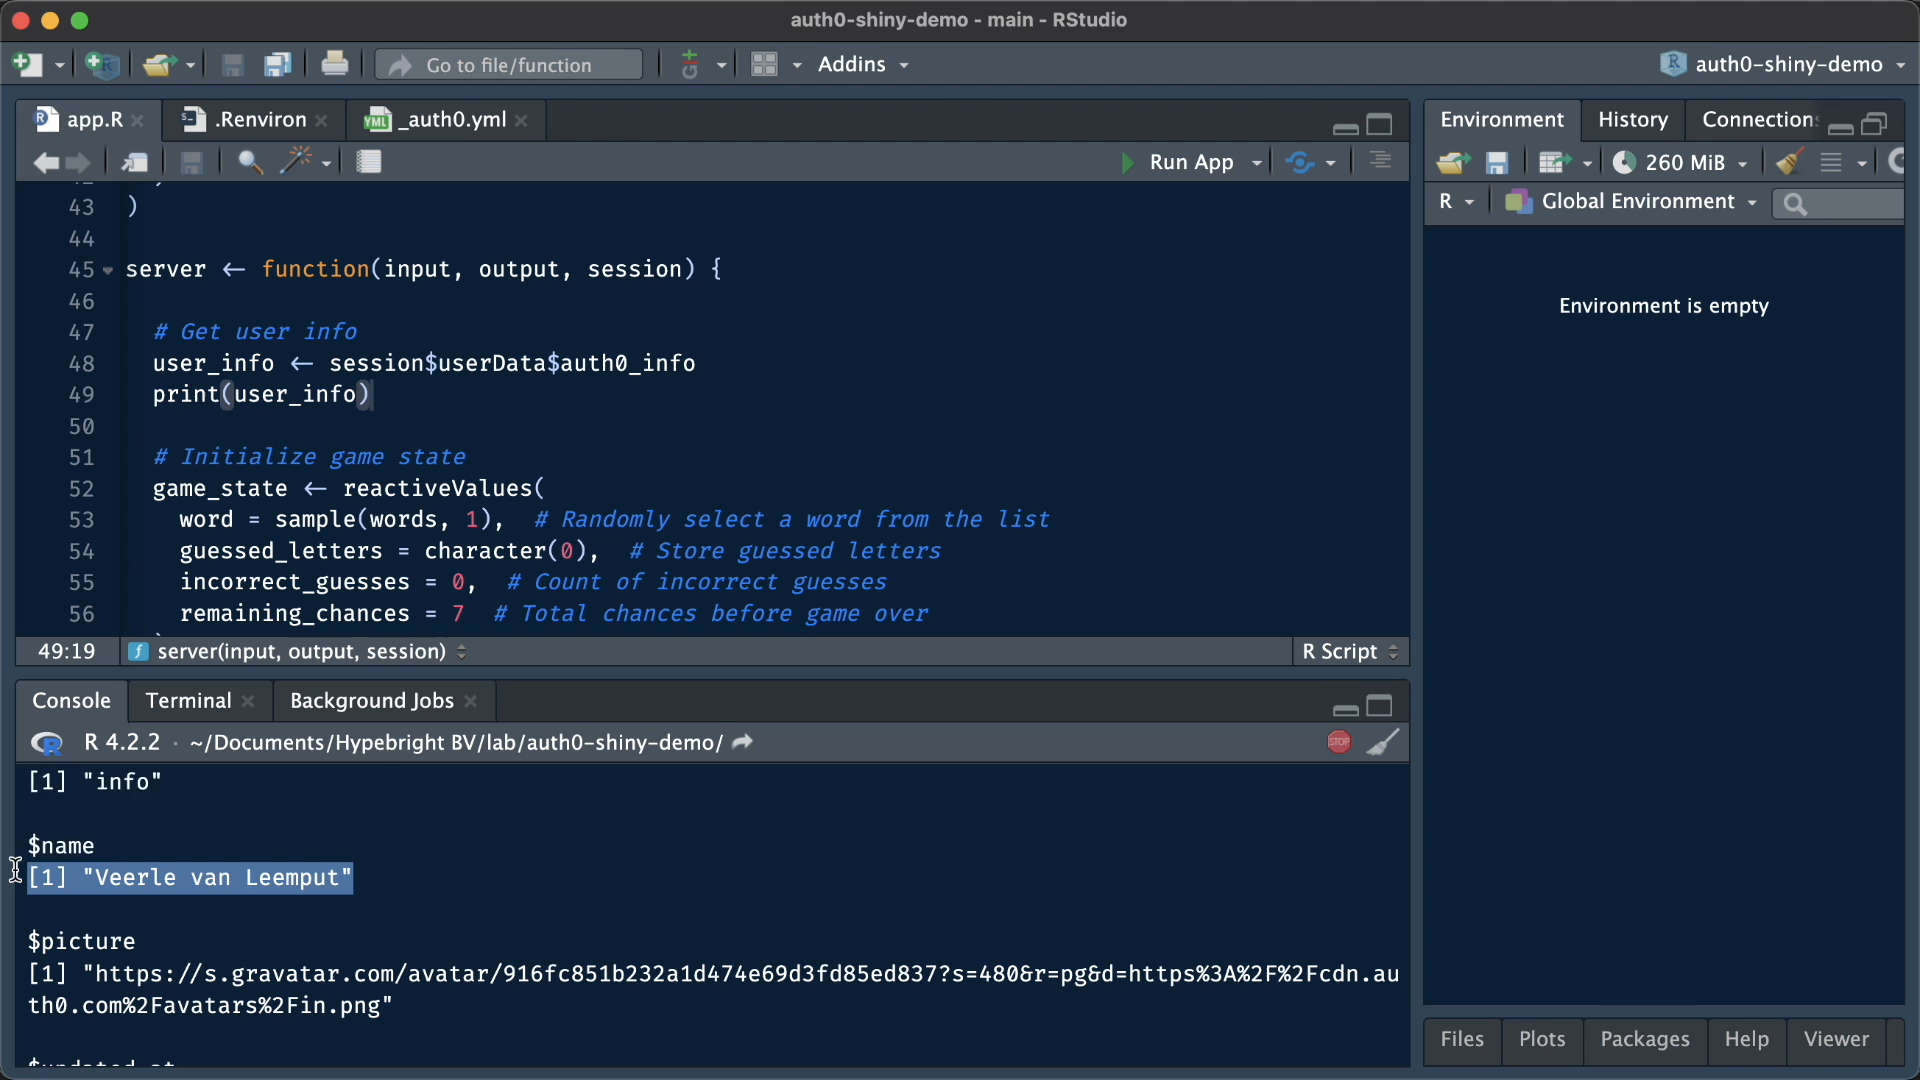 auth0-shiny-demo - main - RStudio
Go to file/function
Addins
auth0-shiny-demo
app.R
.Renviron
_auth0.yml
Run App
43 )
44
45 server ← function(input, output, session) {
46
47 # Get user info
48 user_info ← session$userData$auth0_info
49 print(user_info)
50
51 # Initialize game state
52 game_state ← reactiveValues(
53 word = sample(words, 1), # Randomly select a word from the list
54 guessed_letters = character(0), # Store guessed letters
55 incorrect_guesses = 0, # Count of incorrect guesses
56 remaining_chances = 7 # Total chances before game over
49:19
server(input, output, session)
R Script
Console
Terminal
Background Jobs
R 4.2.2 · ~/Documents/Hypebright BV/lab/auth0-shiny-demo/
STOP
[1] "info"
$name
[1] "Veerle van Leemput"
$picture
[1] "https://s.gravatar.com/avatar/916fc851b232a1d474e69d3fd85ed837?s=480&r=pg&d=https%3A%2F%2Fcdn.au
th0.com%2Favatars%2Fin.png"
$updated_at
Environment
History
Connections
260 MiB
R
Global Environment
Environment is empty
Files
Plots
Packages
Help
Viewer